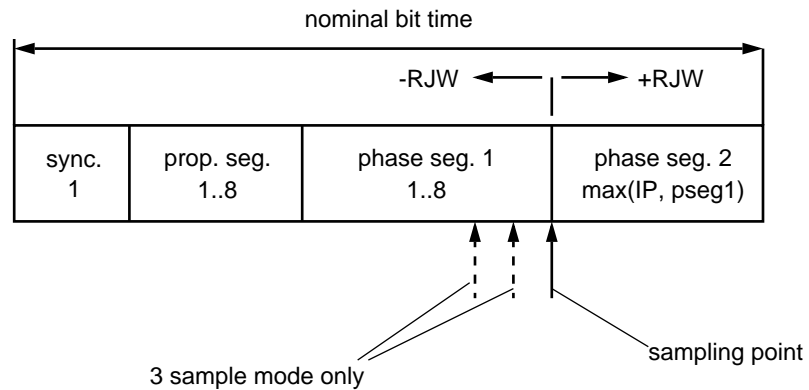 nominal bit time
-RJW
+RJW
sync.
1
prop. seg.
1..8
phase seg. 1
1..8
phase seg. 2
max(IP, pseg1)
sampling point
3 sample mode only